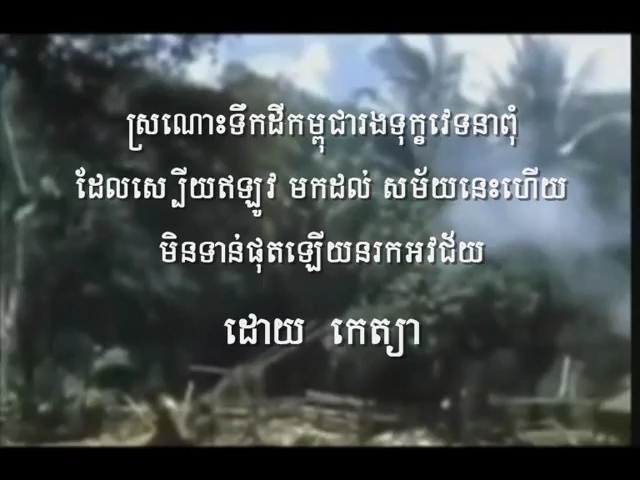 ស្រណោះទឹកដីកម្ពុជារងទុក្ខវេទនាពុំ
ដែលស្បើយឥឡូវ មកដល់ សម័យនេះហើយ
មិនទាន់ផុតឡើយនរកអវជ័យ
ដោយ កេត្យា